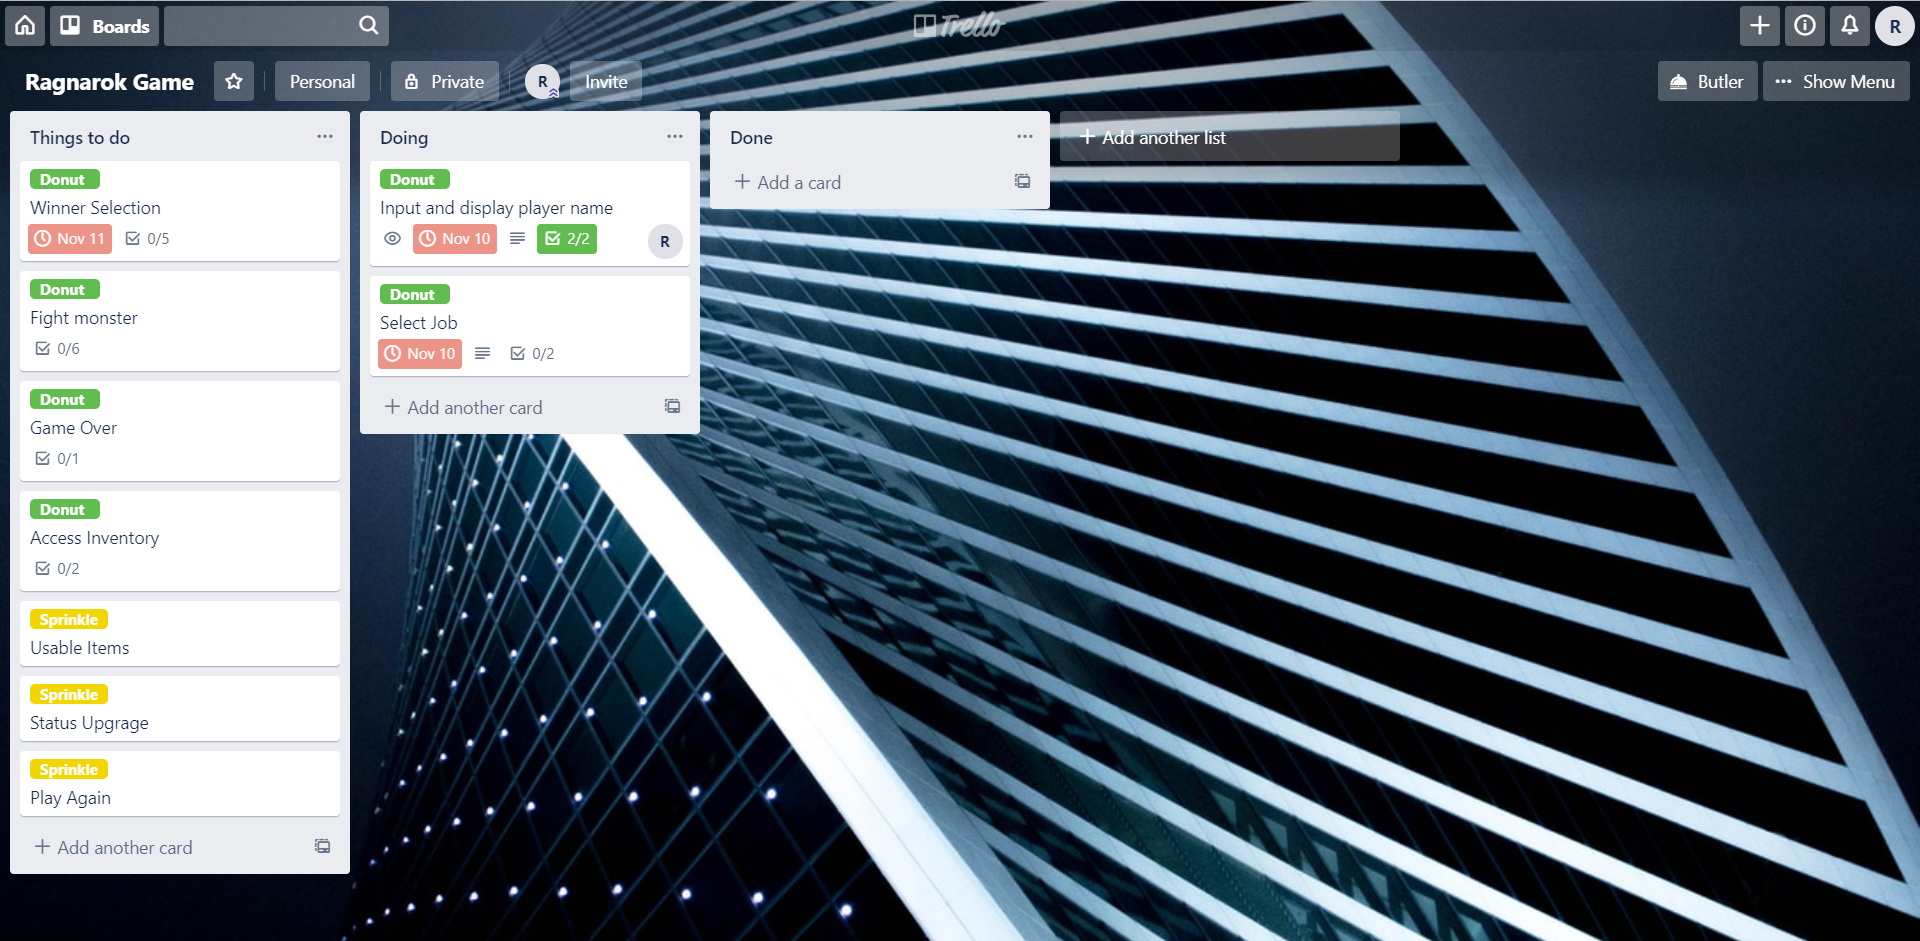 Boards
Trello
R
Ragnarok Game
Personal
Private
R
Invite
Butler
Show Menu
Things to do
Donut
Winner Selection
Nov 11
0/5
Donut
Fight monster
0/6
Donut
Game Over
0/1
Donut
Access Inventory
0/2
Sprinkle
Usable Items
Sprinkle
Status Upgrage
Sprinkle
Play Again
+ Add another card
Doing
Donut
Input and display player name
Nov 10
2/2
R
Donut
Select Job
Nov 10
0/2
+ Add another card
Done
+ Add a card
+ Add another list